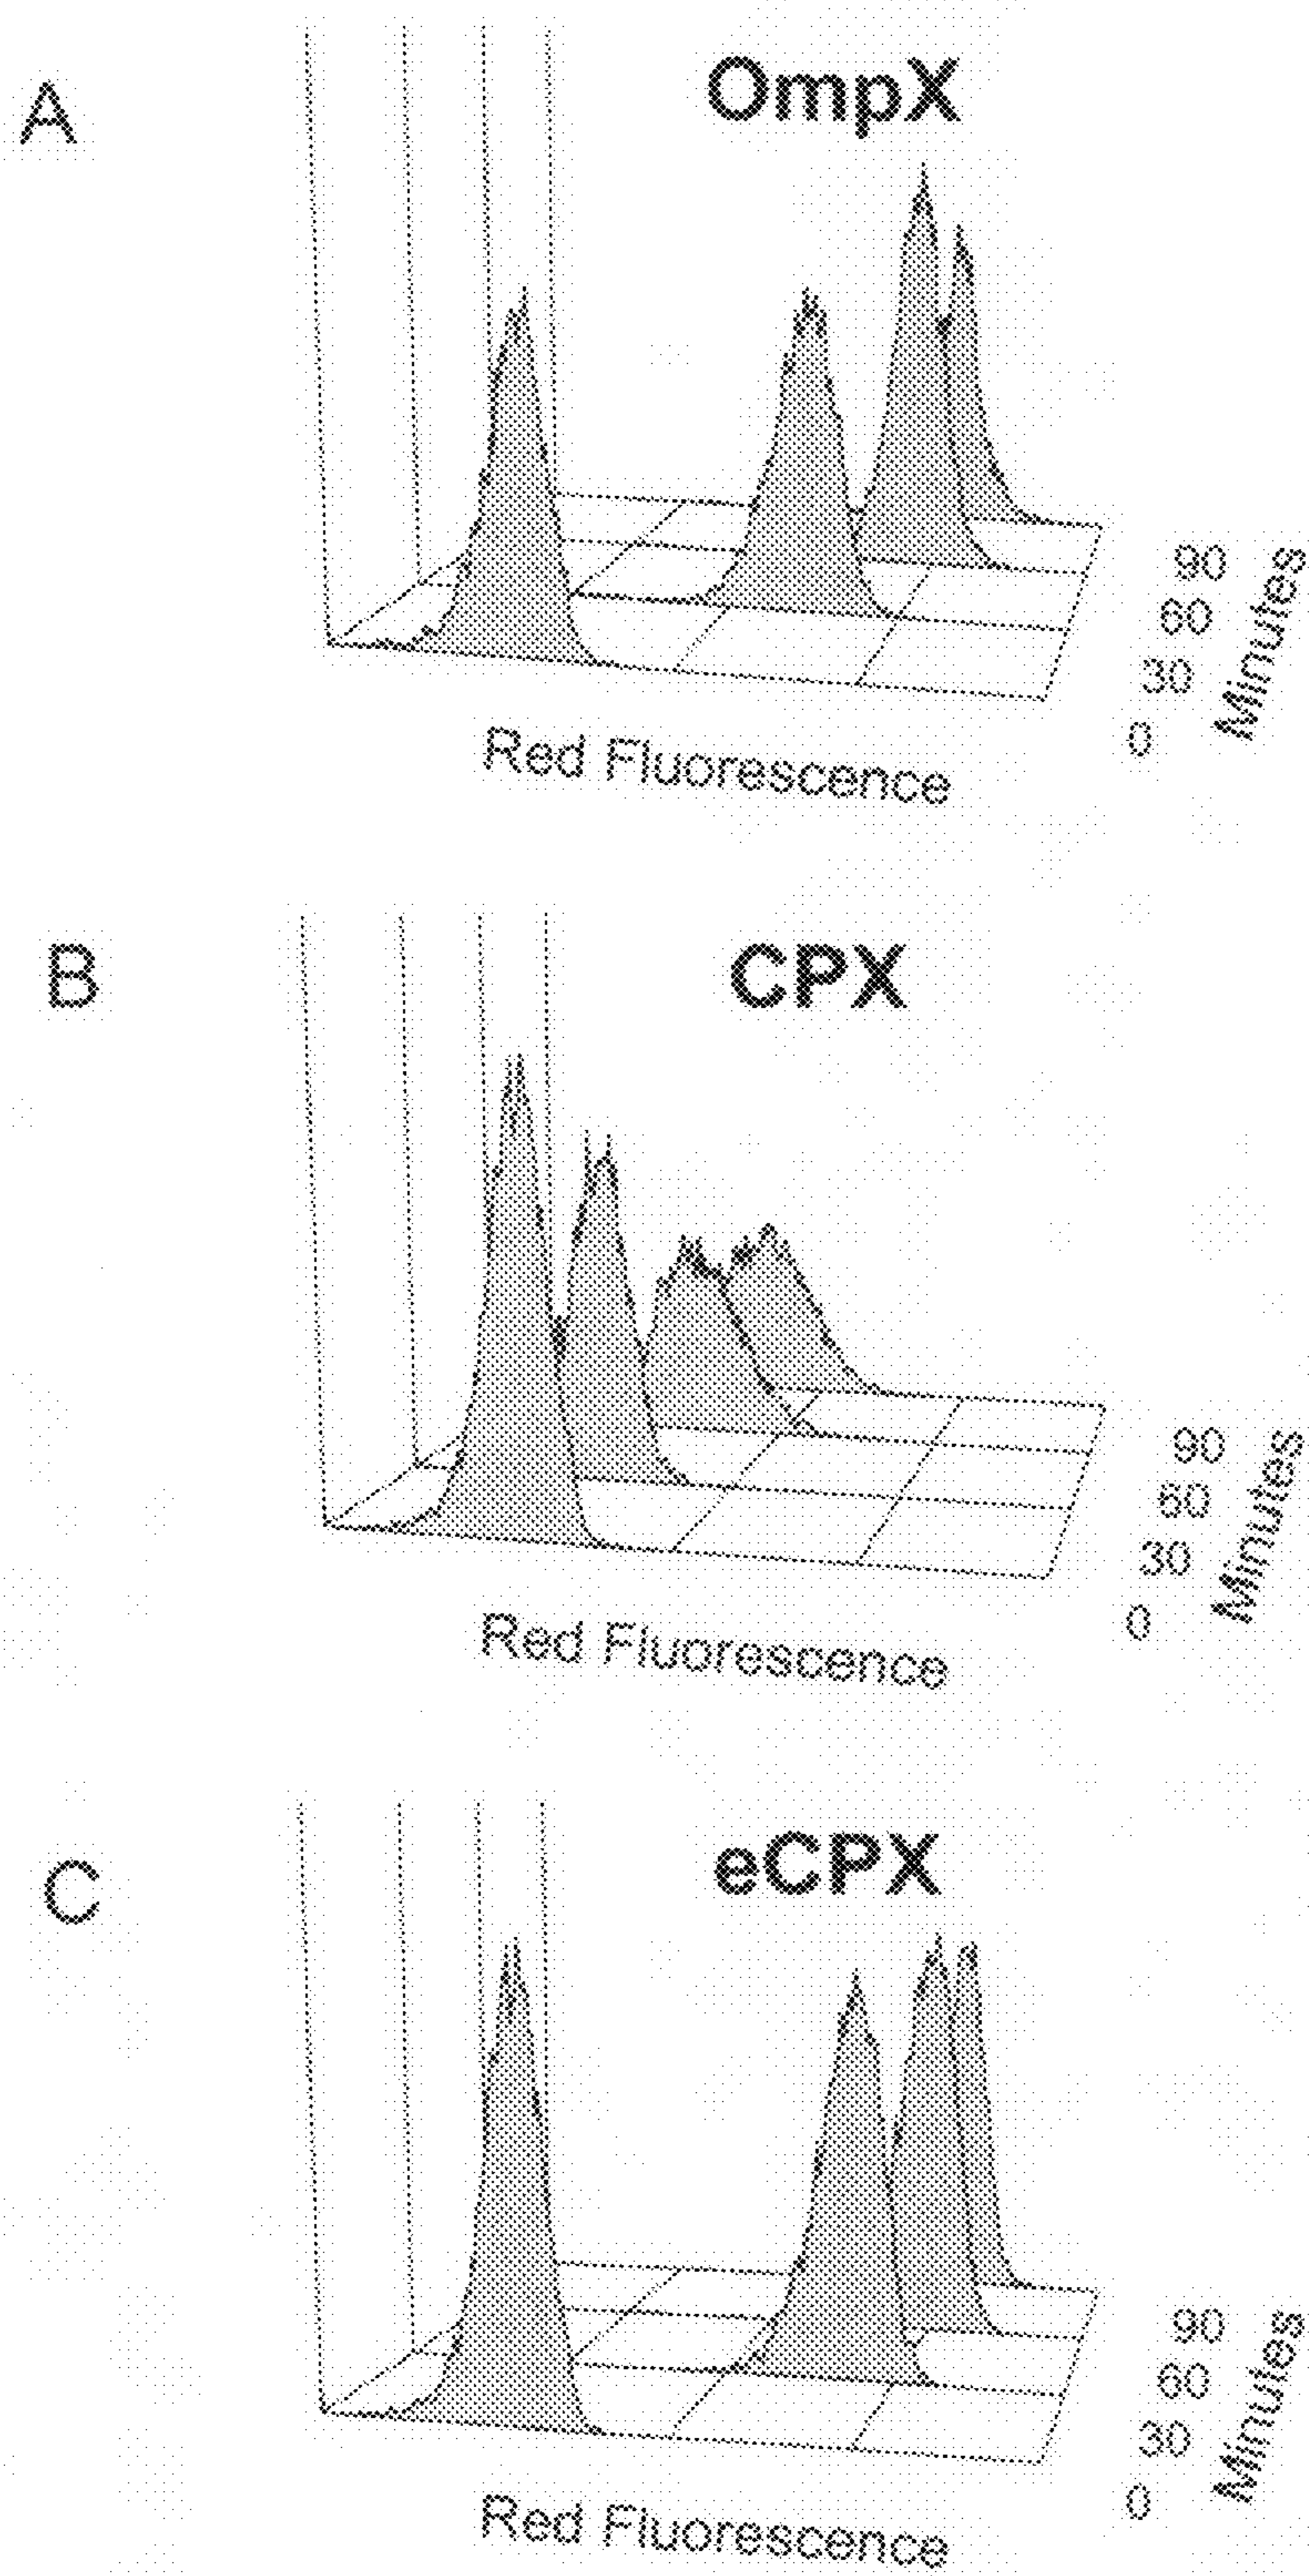 A
OmpX
90
60
30
0
Minutes
Red Fluorescence
B
CPX
90
60
30
0
Minutes
Red Fluorescence
C
eCPX
90
60
30
0
Minutes
Red Fluorescence